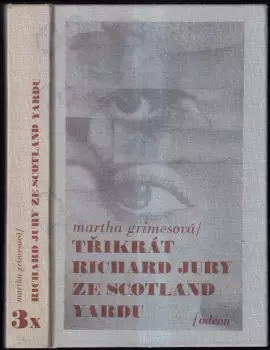 martha grimesová/
TŘIKRÁT
RICHARD JURY
ZE SCOTLAND
YARDU
/odeon
martha grimesová/
RICHARD JURY ZE SCOTLAND YARDU
3x